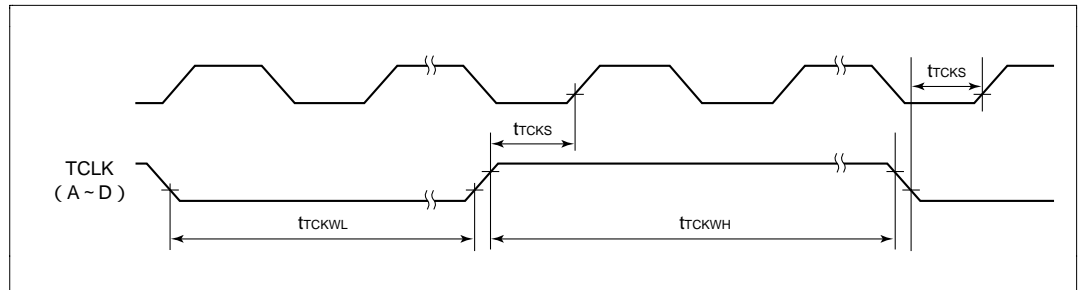 tTCKS
tTCKS
TCLK
( A ~ D )
tTCKWL
tTCKWH